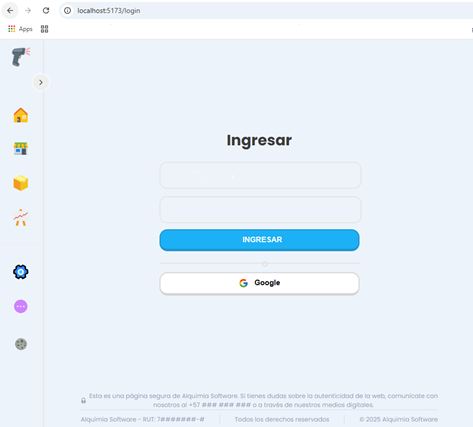 localhost:5173/login
Apps
Ingresar
INGRESAR
o
Google
Esta es una página segura de Alquimia Software. Si tienes dudas sobre la autenticidad de la web, comunícate con
nosotros al +57 ### ### ### o a través de nuestros medios digitales.
Alquimia Software - RUT: 7#######-# Todos los derechos reservados © 2025 Alquimia Software